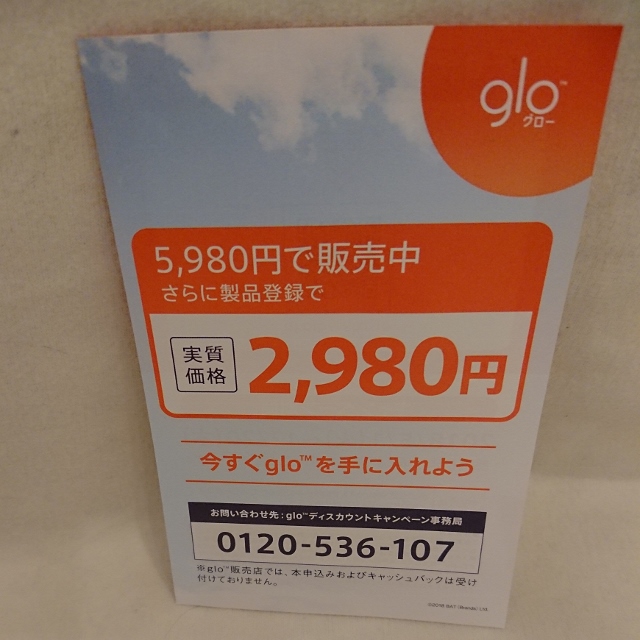 glo™
グロー
5,980円で販売中
さらに製品登録で
実質
価格
2,980円
今すぐglo™を手に入れよう
お問い合わせ先：glo™ディスカウントキャンペーン事務局
0120-536-107
※glo™販売店では、本申込みおよびキャッシュバックは受け
付けておりません。